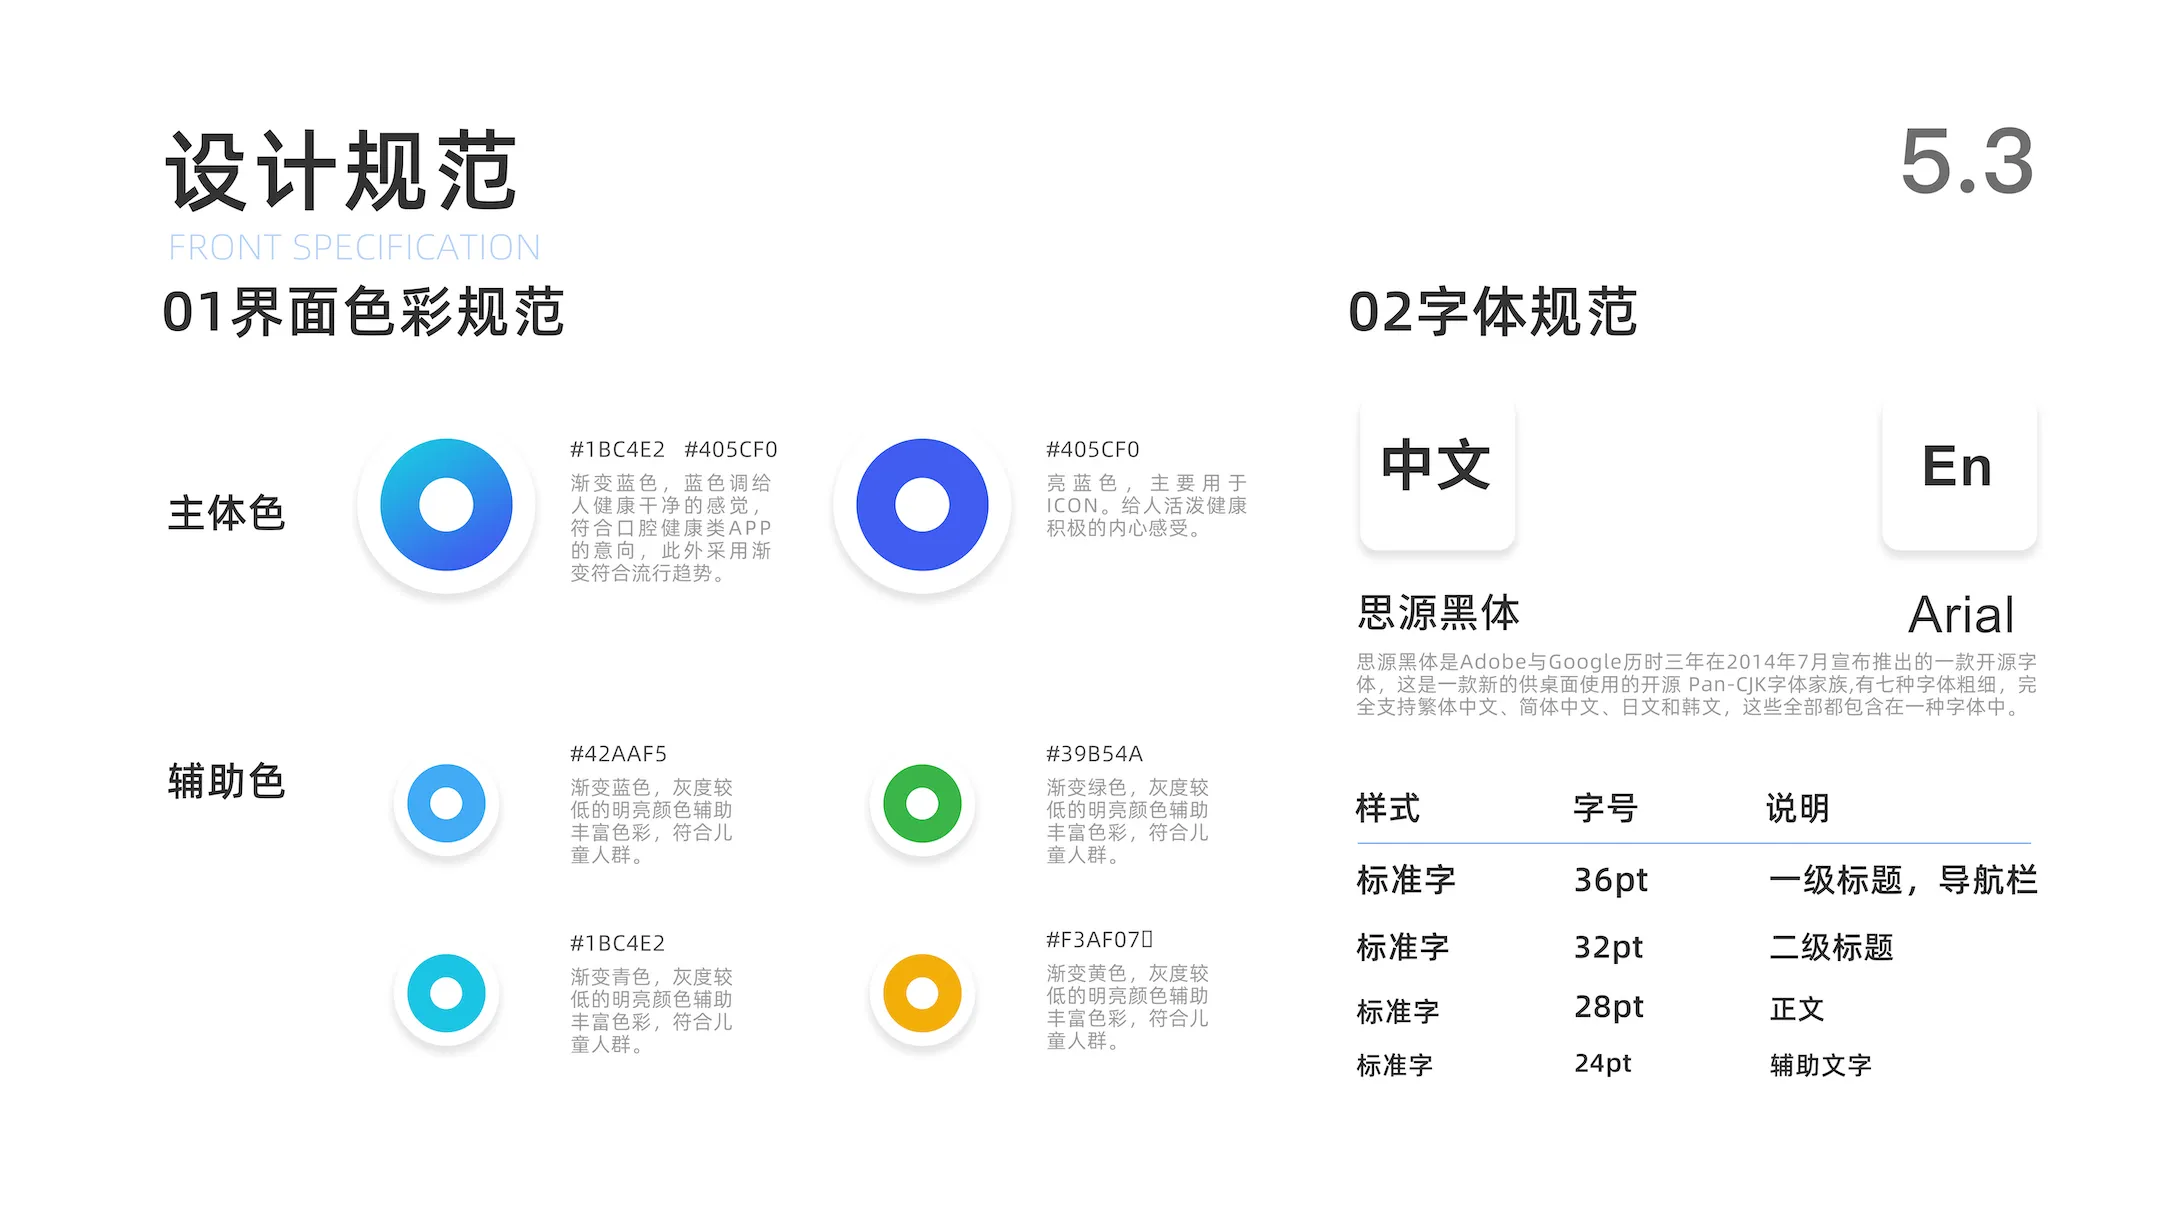 设计规范
5.3
FRONT SPECIFICATION
01界面色彩规范
主体色
#1BC4E2 #405CF0
渐变蓝色，蓝色调给
人健康干净的感觉，
符合口腔健康类APP
的意向，此外采用渐
变符合流行趋势。
#405CF0
亮蓝色，主要用于
ICON。给人活泼健康
积极的内心感受。
辅助色
#42AAF5
渐变蓝色，灰度较
低的明亮颜色辅助
丰富色彩，符合儿
童人群。
#39B54A
渐变绿色，灰度较
低的明亮颜色辅助
丰富色彩，符合儿
童人群。
#1BC4E2
渐变青色，灰度较
低的明亮颜色辅助
丰富色彩，符合儿
童人群。
#F3AF07
渐变黄色，灰度较
低的明亮颜色辅助
丰富色彩，符合儿
童人群。
02字体规范
中文
En
思源黑体
Arial
思源黑体是Adobe与Google历时三年在2014年7月宣布推出的一款开源字
体，这是一款新的供桌面使用的开源 Pan-CJK字体家族,有七种字体粗细，完
全支持繁体中文、简体中文、日文和韩文，这些全部都包含在一种字体中。
样式 字号 说明
标准字 36pt 一级标题，导航栏
标准字 32pt 二级标题
标准字 28pt 正文
标准字 24pt 辅助文字